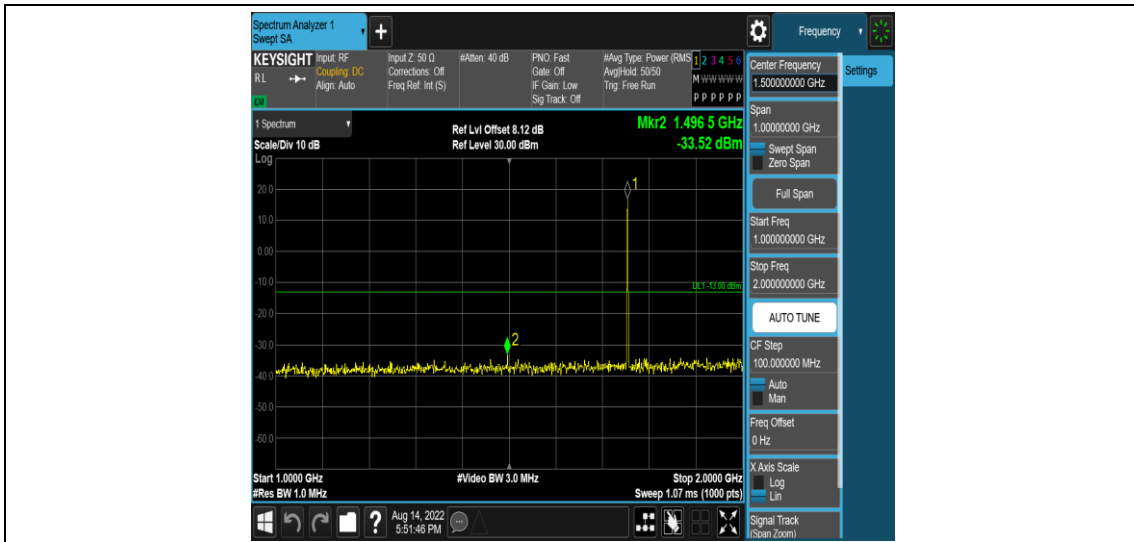 Spectrum Analyzer 1
Swept SA
+
Frequency
KEYSIGHT
RL
LXI
Input: RF
Coupling: DC
Align: Auto
Input Z: 50 Ω
Corrections: Off
Freq Ref: Int (S)
#Atten: 40 dB
PNO: Fast
Gate: Off
IF Gain: Low
Sig Track: Off
#Avg Type: Power (RMS
Avg|Hold: 50/50
Trig: Free Run
1 2 3 4 5 6
M W W W W W
P P P P P P
1 Spectrum
Scale/Div 10 dB
Log
Ref Lvl Offset 8.12 dB
Ref Level 30.00 dBm
Mkr2 1.496 5 GHz
-33.52 dBm
1
20.0
10.0
0.00
-10.0
DL1 -13.00 dBm
-20.0
-30.0
2
-40.0
-50.0
-60.0
Start 1.0000 GHz
#Res BW 1.0 MHz
#Video BW 3.0 MHz
Stop 2.0000 GHz
Sweep 1.07 ms (1000 pts)
?
Aug 14, 2022
5:51:46 PM
Center Frequency
1.500000000 GHz
Settings
Span
1.00000000 GHz
Swept Span
Zero Span
Full Span
Start Freq
1.000000000 GHz
Stop Freq
2.000000000 GHz
AUTO TUNE
CF Step
100.000000 MHz
Auto
Man
Freq Offset
0 Hz
X Axis Scale
Log
Lin
Signal Track
(Span Zoom)